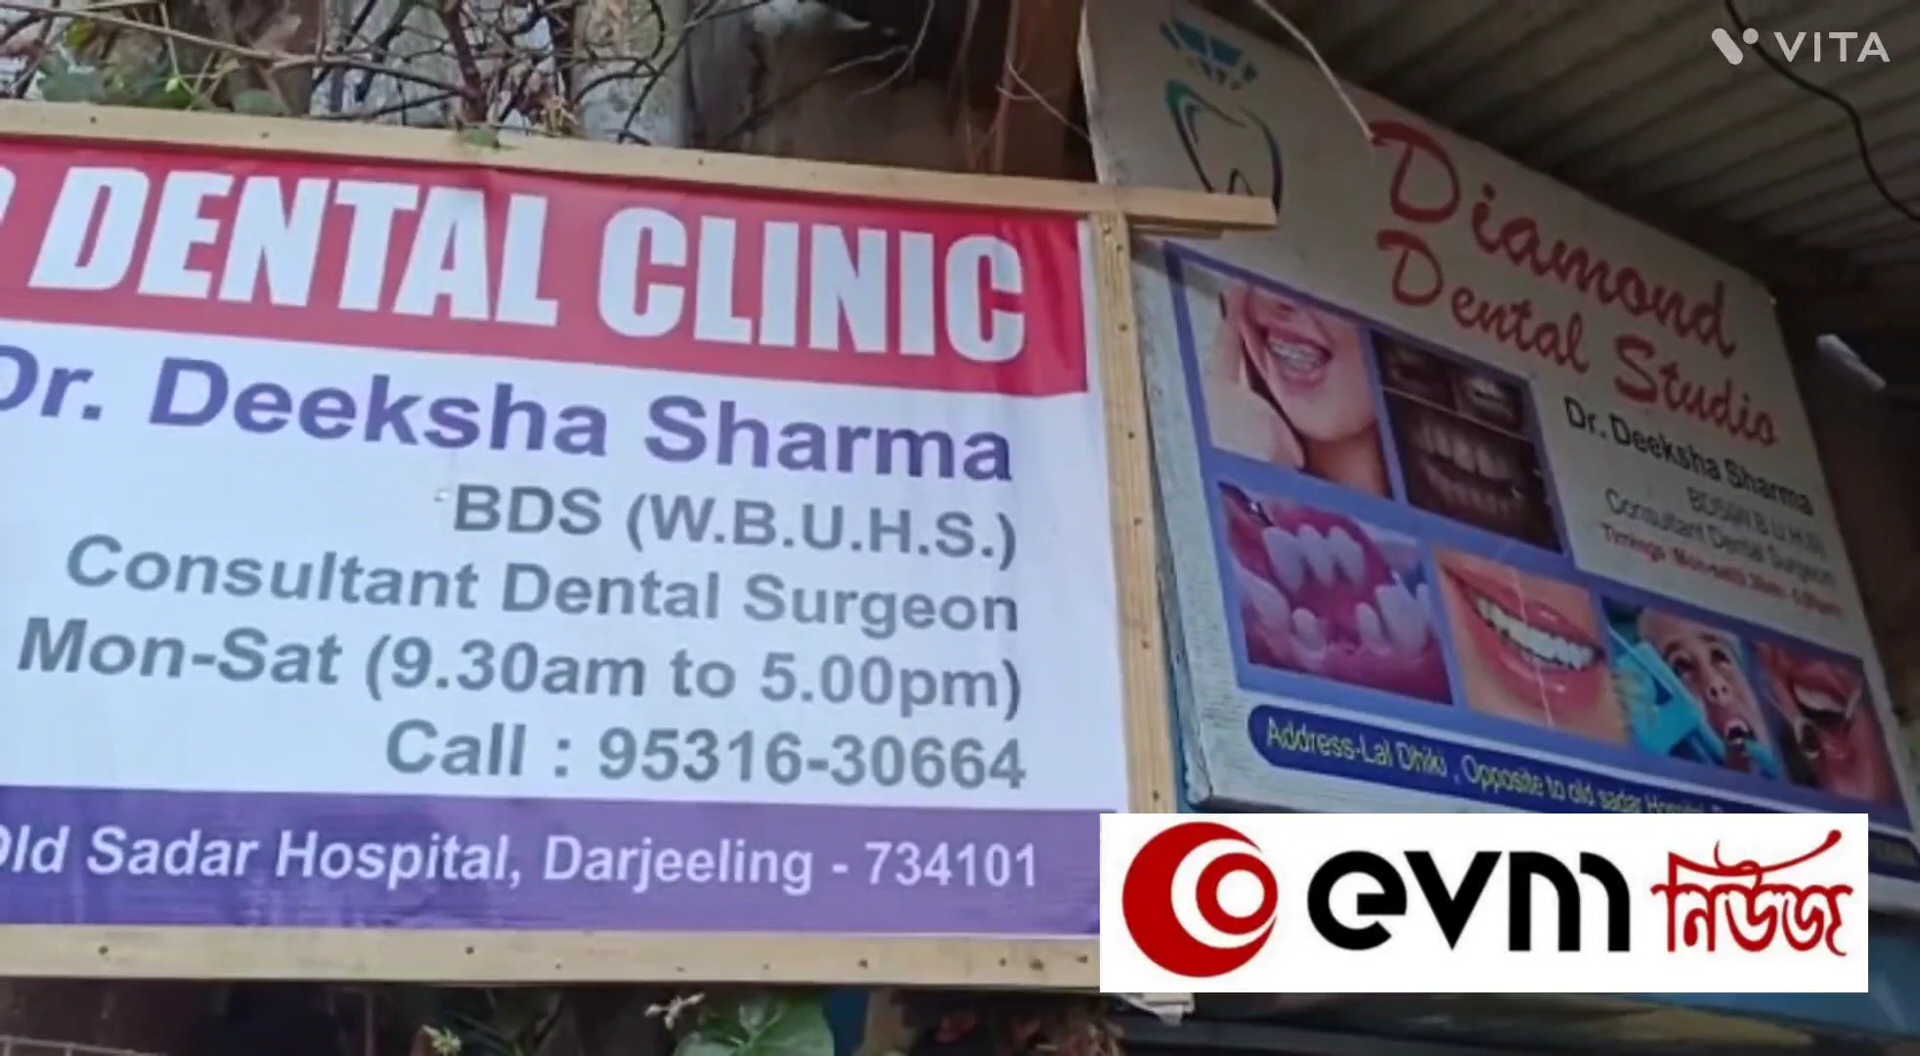 DENTAL CLINIC
Dr. Deeksha Sharma
BDS (W.B.U.H.S.)
Consultant Dental Surgeon
Mon-Sat (9.30am to 5.00pm)
Call : 95316-30664
Old Sadar Hospital, Darjeeling - 734101
Diamond
Dental Studio
Dr. Deeksha Sharma
BDS(W.B.U.H.S)
Consultant Dental Surgeon
Timings
Address-Lal Dhiki , Opposite to old sadar Hospital
VITA
evm নিউজ